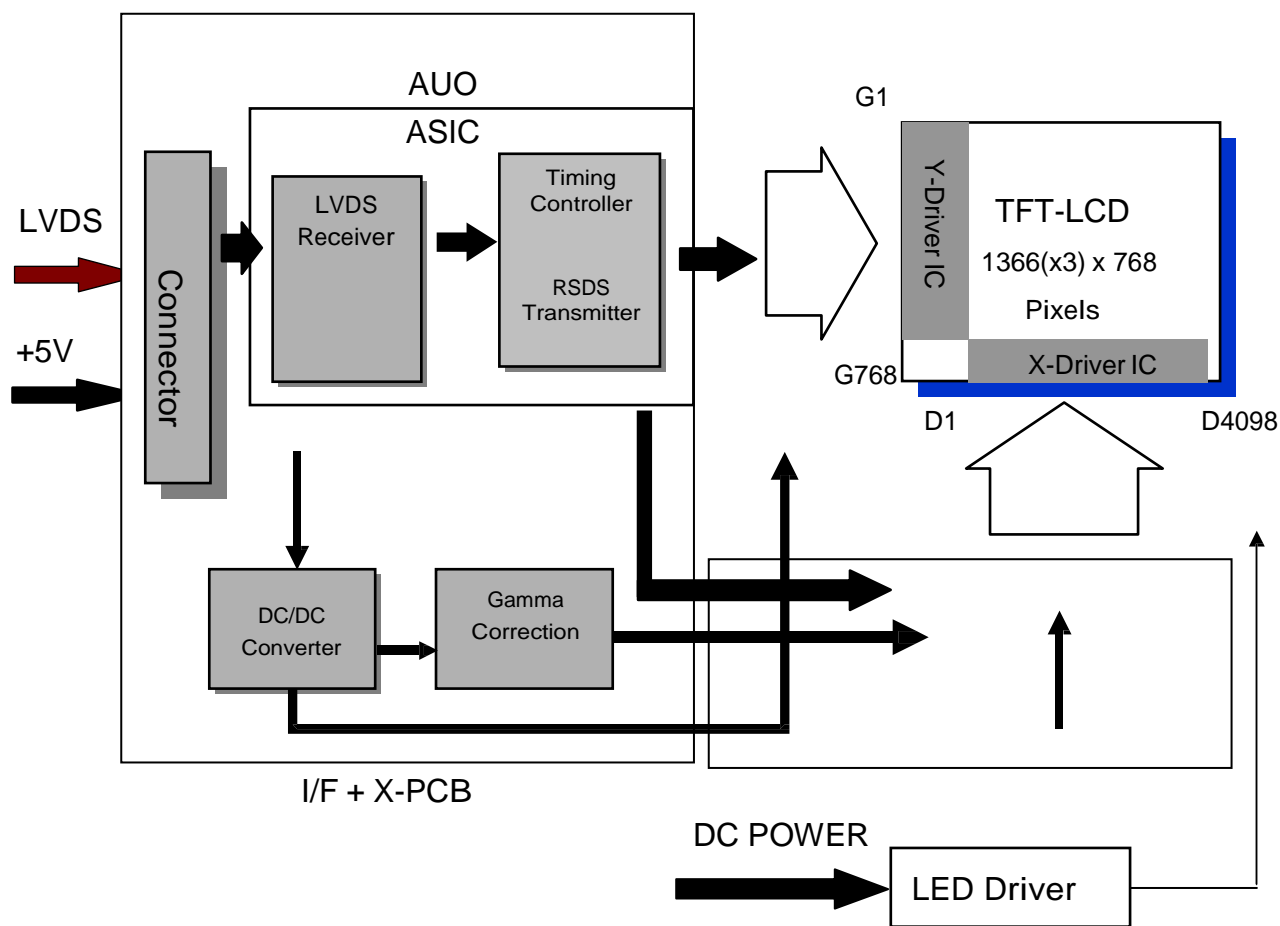 AUO
ASIC
G1
LVDS
+5V
Connector
LVDS
Receiver
Timing
Controller
RSDS
Transmitter
Y-Driver IC
TFT-LCD
1366(x3) x 768
Pixels
X-Driver IC
G768
D1
D4098
DC/DC
Converter
Gamma
Correction
I/F + X-PCB
DC POWER
LED Driver